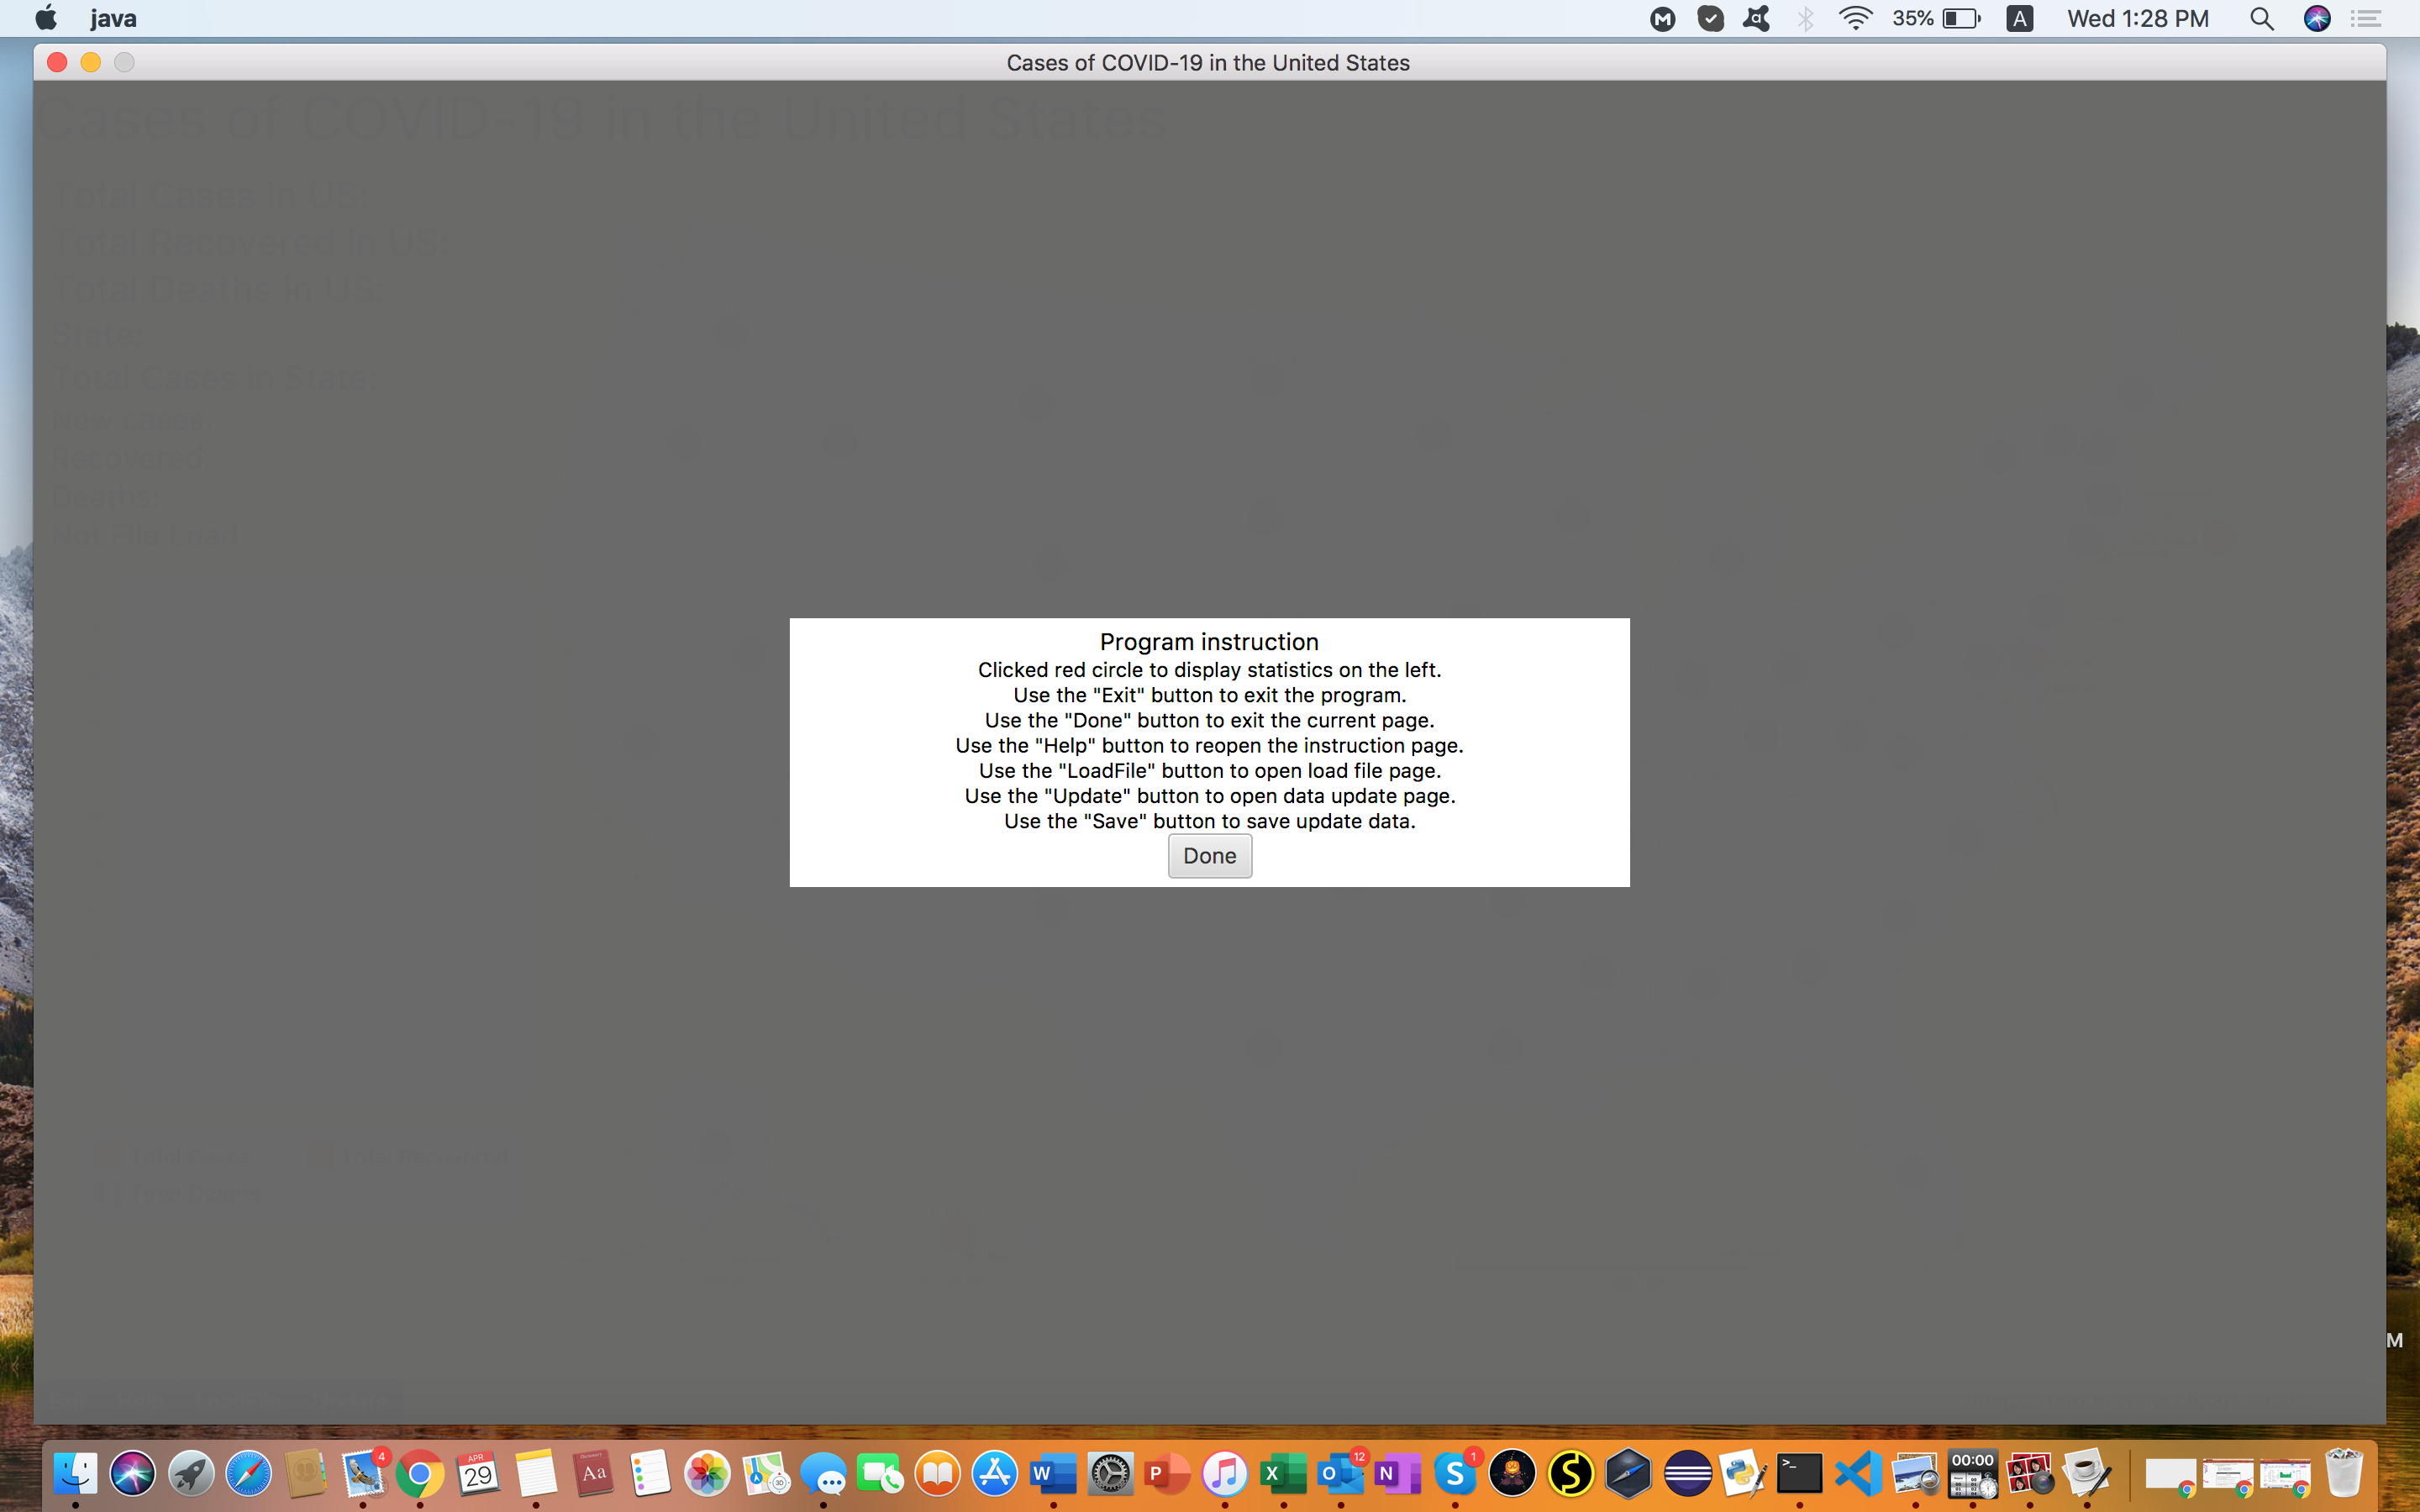 java
35%
A
Wed 1:28 PM
Cases of COVID-19 in the United States
Cases of COVID-19 in the United States
Total Cases in US:
Total Recovered in US:
Total Deaths in US:
State:
Total Cases in State:
New cases:
Recovered:
Deaths:
Not File Load
Program instruction
Clicked red circle to display statistics on the left.
Use the "Exit" button to exit the program.
Use the "Done" button to exit the current page.
Use the "Help" button to reopen the instruction page.
Use the "LoadFile" button to open load file page.
Use the "Update" button to open data update page.
Use the "Save" button to save update data.
Done
M
4
APR
29
Aa
W
P
X
O
12
N
S
1
00:00